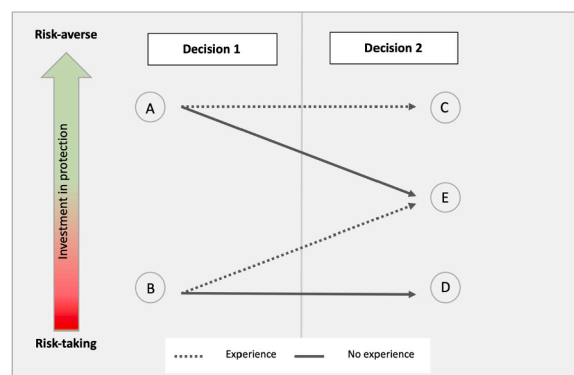 Risk-averse
Decision 1
Decision 2
A
C
Investment in protection
E
B
D
Risk-taking
Experience
No experience